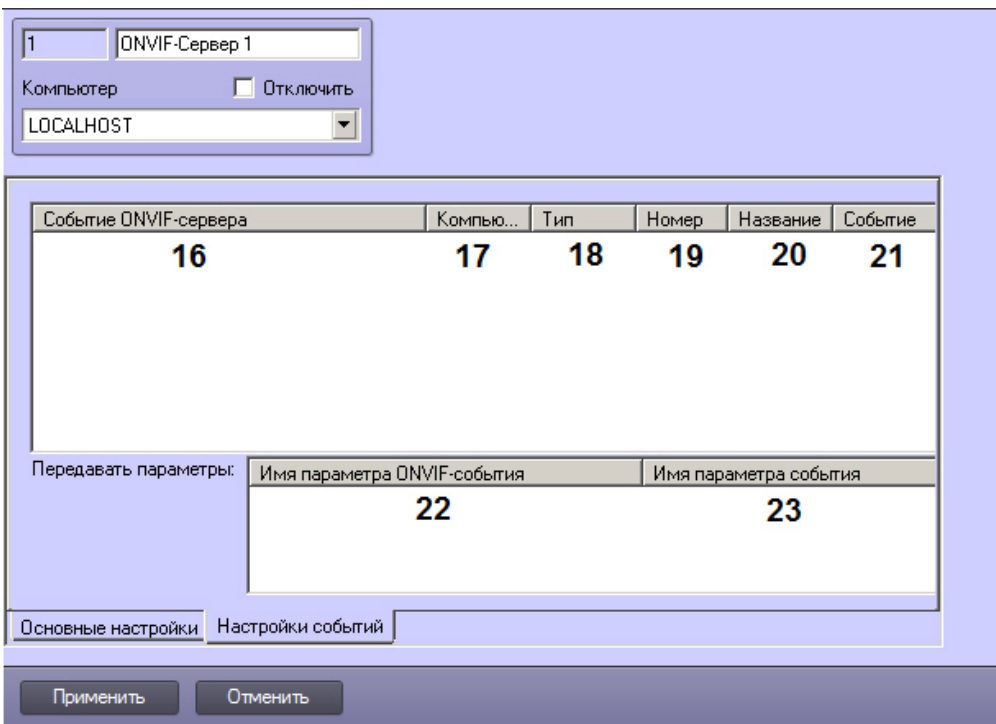 1 ONVIF-Сервер 1
Компьютер Отключить
LOCALHOST
Событие ONVIF-сервера Компью... Тип Номер Название Событие
16 17 18 19 20 21
Передавать параметры: Имя параметра ONVIF-события Имя параметра события
22 23
Основные настройки Настройки событий
Применить Отменить